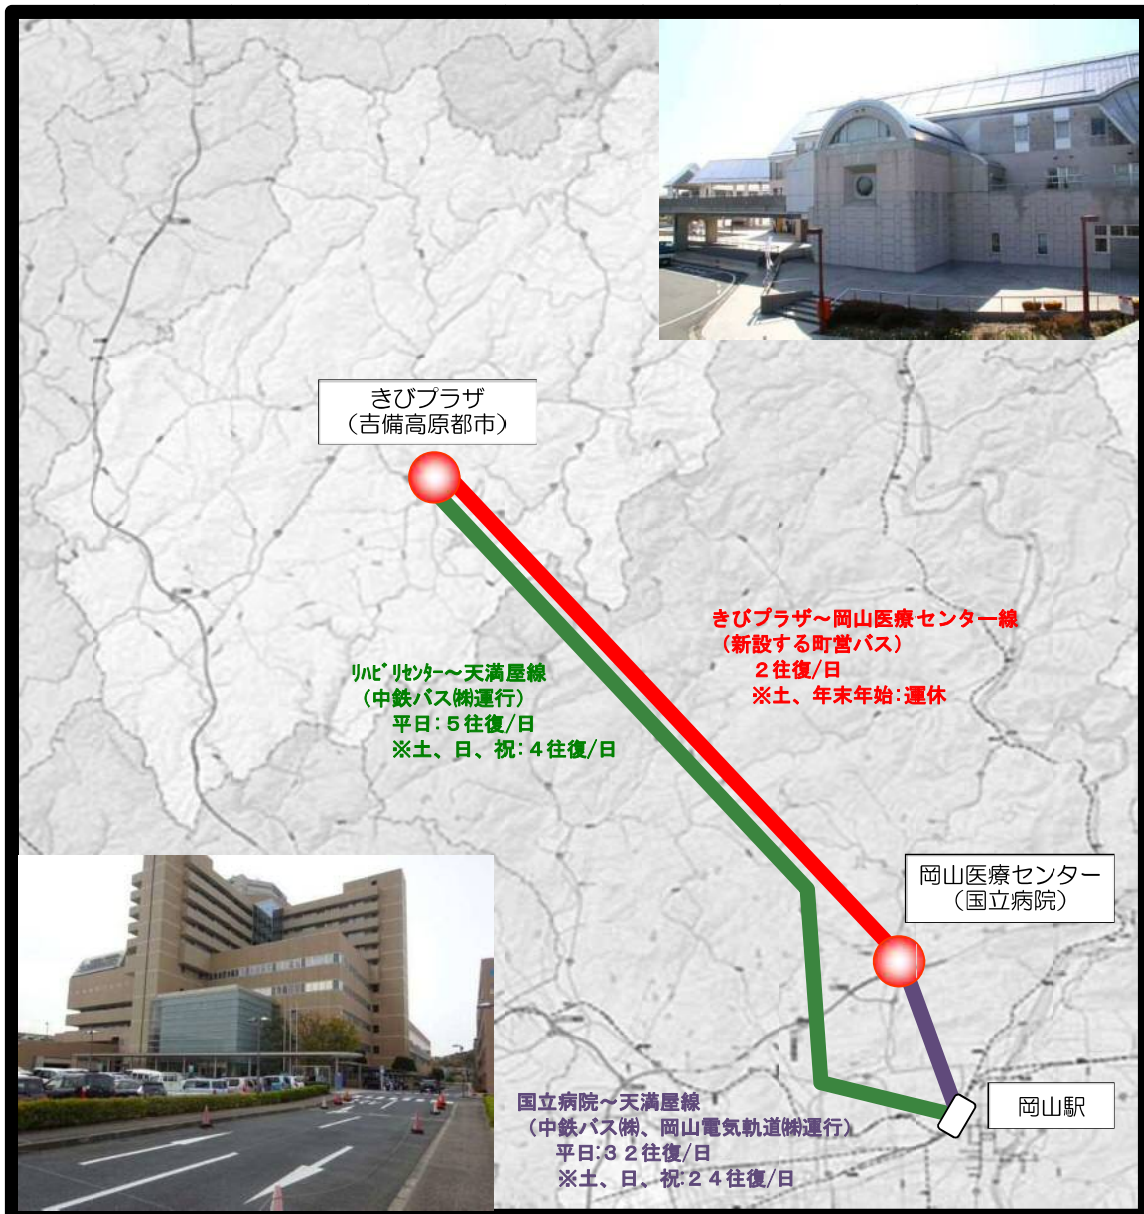 きびプラザ
（吉備高原都市）
きびプラザ～岡山医療センター線
（新設する町営バス）
２往復/日
※土、年末年始：運休
ﾘﾊﾋﾞﾘｾﾝﾀｰ～天満屋線
（中鉄バス㈱運行）
平日：５往復/日
※土、日、祝：４往復/日
岡山医療センター
（国立病院）
岡山駅
国立病院～天満屋線
（中鉄バス㈱、岡山電気軌道㈱運行）
平日：３２往復/日
※土、日、祝：２４往復/日